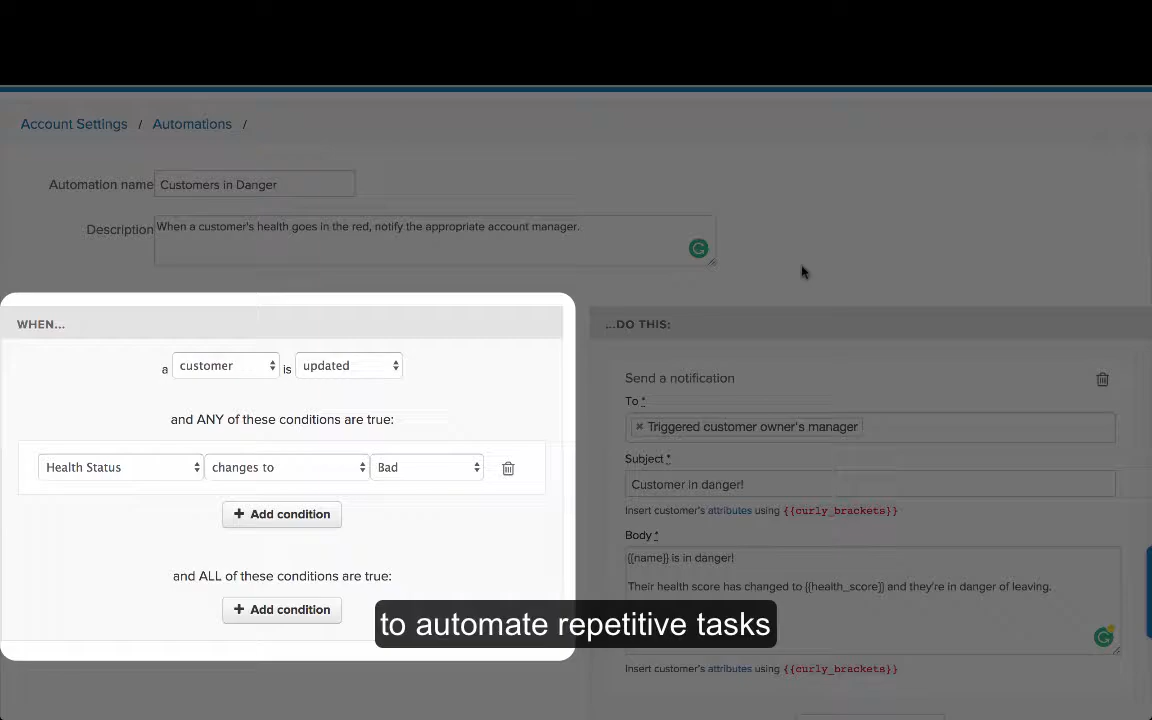 Account Settings / Automations /
Automation name Customers in Danger
Description When a customer's health goes in the red, notify the appropriate account manager.
WHEN...
a customer is updated
and ANY of these conditions are true:
Health Status changes to Bad
+ Add condition
and ALL of these conditions are true:
+ Add condition
...DO THIS:
Send a notification
To *
× Triggered customer owner's manager
Subject *
Customer in danger!
Insert customer's attributes using {{curly_brackets}}
Body *
{{name}} is in danger!
Their health score has changed to {{health_score}} and they're in danger of leaving.
Insert customer's attributes using {{curly_brackets}}
to automate repetitive tasks